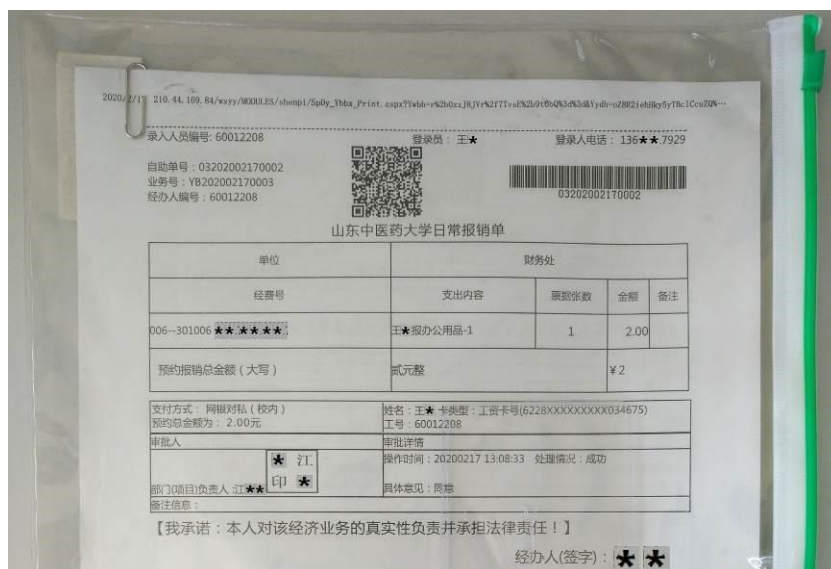 2020/2/17 210.44.169.84/wsyy/MODULES/shenpi/SpDy_Ybbx_Print.aspx?
录入人员编号: 60012208 登录员： 王★ 登录人电话： 136★★7929
自助单号：03202002170002
业务号：YB202002170003
经办人编号：60012208
03202002170002
山东中医药大学日常报销单
单位 财务处
经费号 支出内容 票据张数 金额 备注
006--301006 ★★★★★★ 王★报办公用品-1 1 2.00
预约报销总金额（大写） 贰元整 ¥2
支付方式： 网银对私（校内） 姓名：王★ 卡类型：工资卡号(6228XXXXXXXXX034675)
预约总金额为： 2.00元 工号：60012208
审批人 审批详情
★ 江
印 ★
操作时间：20200217 13:08:33 处理情况：成功
部门(项目)负责人 :江★★ 具体意见：同意
备注信息：
【我承诺：本人对该经济业务的真实性负责并承担法律责任！】
经办人(签字)：★ ★